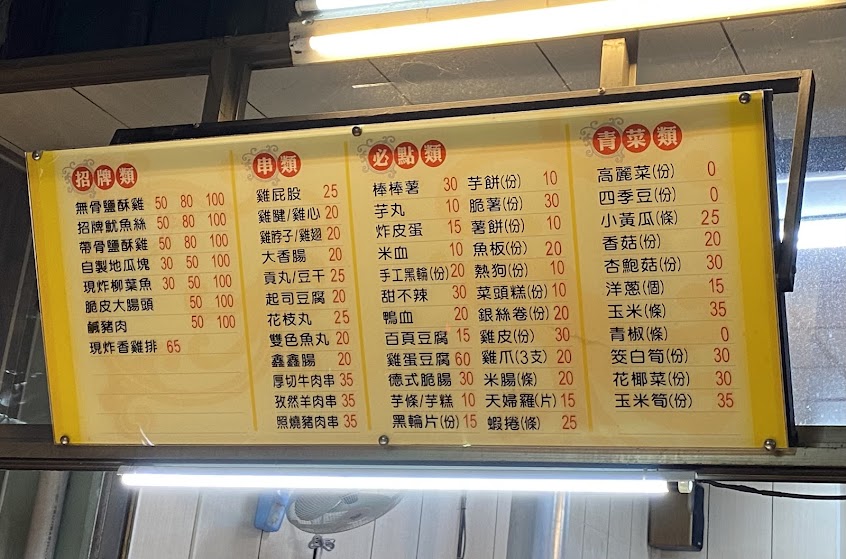 招牌類
無骨鹽酥雞 50 80 100
招牌魷魚絲 50 80 100
帶骨鹽酥雞 50 80 100
自製地瓜塊 30 50 100
現炸柳葉魚 30 50 100
脆皮大腸頭 50 100
鹹豬肉 50 100
現炸香雞排 65
串類
雞屁股 25
雞腱/雞心 20
雞脖子/雞翅 20
大香腸 20
貢丸/豆干 25
起司豆腐 20
花枝丸 25
雙色魚丸 20
鑫鑫腸 20
厚切牛肉串 35
孜然羊肉串 35
照燒豬肉串 35
必點類
棒棒薯 30
芋丸 10
炸皮蛋 15
米血 10
手工黑輪(份) 20
甜不辣 30
鴨血 20
百頁豆腐 15
雞蛋豆腐 60
德式脆腸 30
芋條/芋糕 10
黑輪片(份) 15
芋餅(份) 10
脆薯(份) 30
薯餅(份) 10
魚板(份) 20
熱狗(份) 10
菜頭糕(份) 10
銀絲卷(份) 20
雞皮(份) 30
雞爪(3支) 20
米腸(條) 20
天婦羅(片) 15
蝦捲(條) 25
青菜類
高麗菜(份) 0
四季豆(份) 0
小黃瓜(條) 25
香菇(份) 20
杏鮑菇(份) 30
洋蔥(個) 15
玉米(條) 35
青椒(條) 0
筊白筍(份) 30
花椰菜(份) 30
玉米筍(份) 35